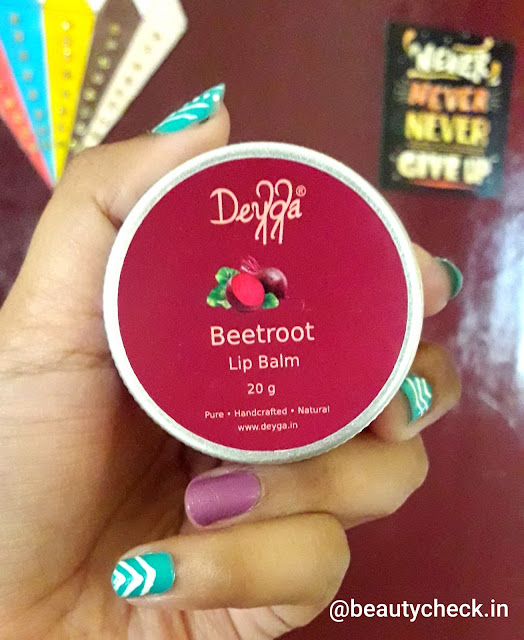 NEVER
NEVER
NEVER
GIVE UP
Deyga®
Beetroot
Lip Balm
20 g
Pure • Handcrafted • Natural
www.deyga.in
@beautycheck.in